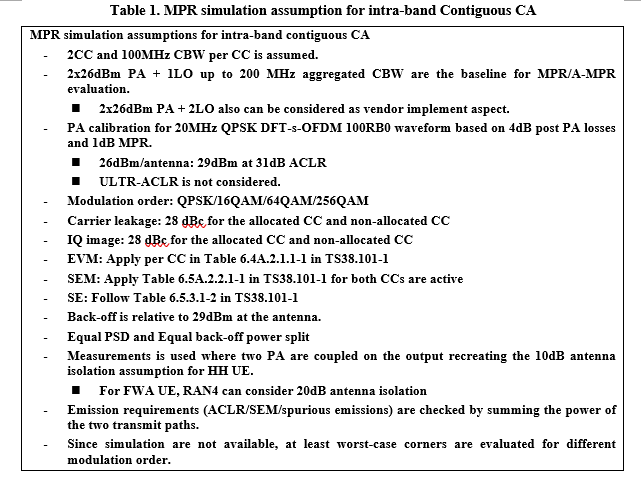 Table 1. MPR simulation assumption for intra-band Contiguous CA
MPR simulation assumptions for intra-band contiguous CA
- 2CC and 100MHz CBW per CC is assumed.
- 2x26dBm PA + 1LO up to 200 MHz aggregated CBW are the baseline for MPR/A-MPR
evaluation.
■ 2x26dBm PA + 2LO also can be considered as vendor implement aspect.
- PA calibration for 20MHz QPSK DFT-s-OFDM 100RB0 waveform based on 4dB post PA losses
and 1dB MPR.
■ 26dBm/antenna: 29dBm at 31dB ACLR
■ ULTR-ACLR is not considered.
- Modulation order: QPSK/16QAM/64QAM/256QAM
- Carrier leakage: 28 dBc for the allocated CC and non-allocated CC
- IQ image: 28 dBc for the allocated CC and non-allocated CC
- EVM: Apply per CC in Table 6.4A.2.1.1-1 in TS38.101-1
- SEM: Apply Table 6.5A.2.2.1-1 in TS38.101-1 for both CCs are active
- SE: Follow Table 6.5.3.1-2 in TS38.101-1
- Back-off is relative to 29dBm at the antenna.
- Equal PSD and Equal back-off power split
- Measurements is used where two PA are coupled on the output recreating the 10dB antenna
isolation assumption for HH UE.
■ For FWA UE, RAN4 can consider 20dB antenna isolation
- Emission requirements (ACLR/SEM/spurious emissions) are checked by summing the power of
the two transmit paths.
- Since simulation are not available, at least worst-case corners are evaluated for different
modulation order.